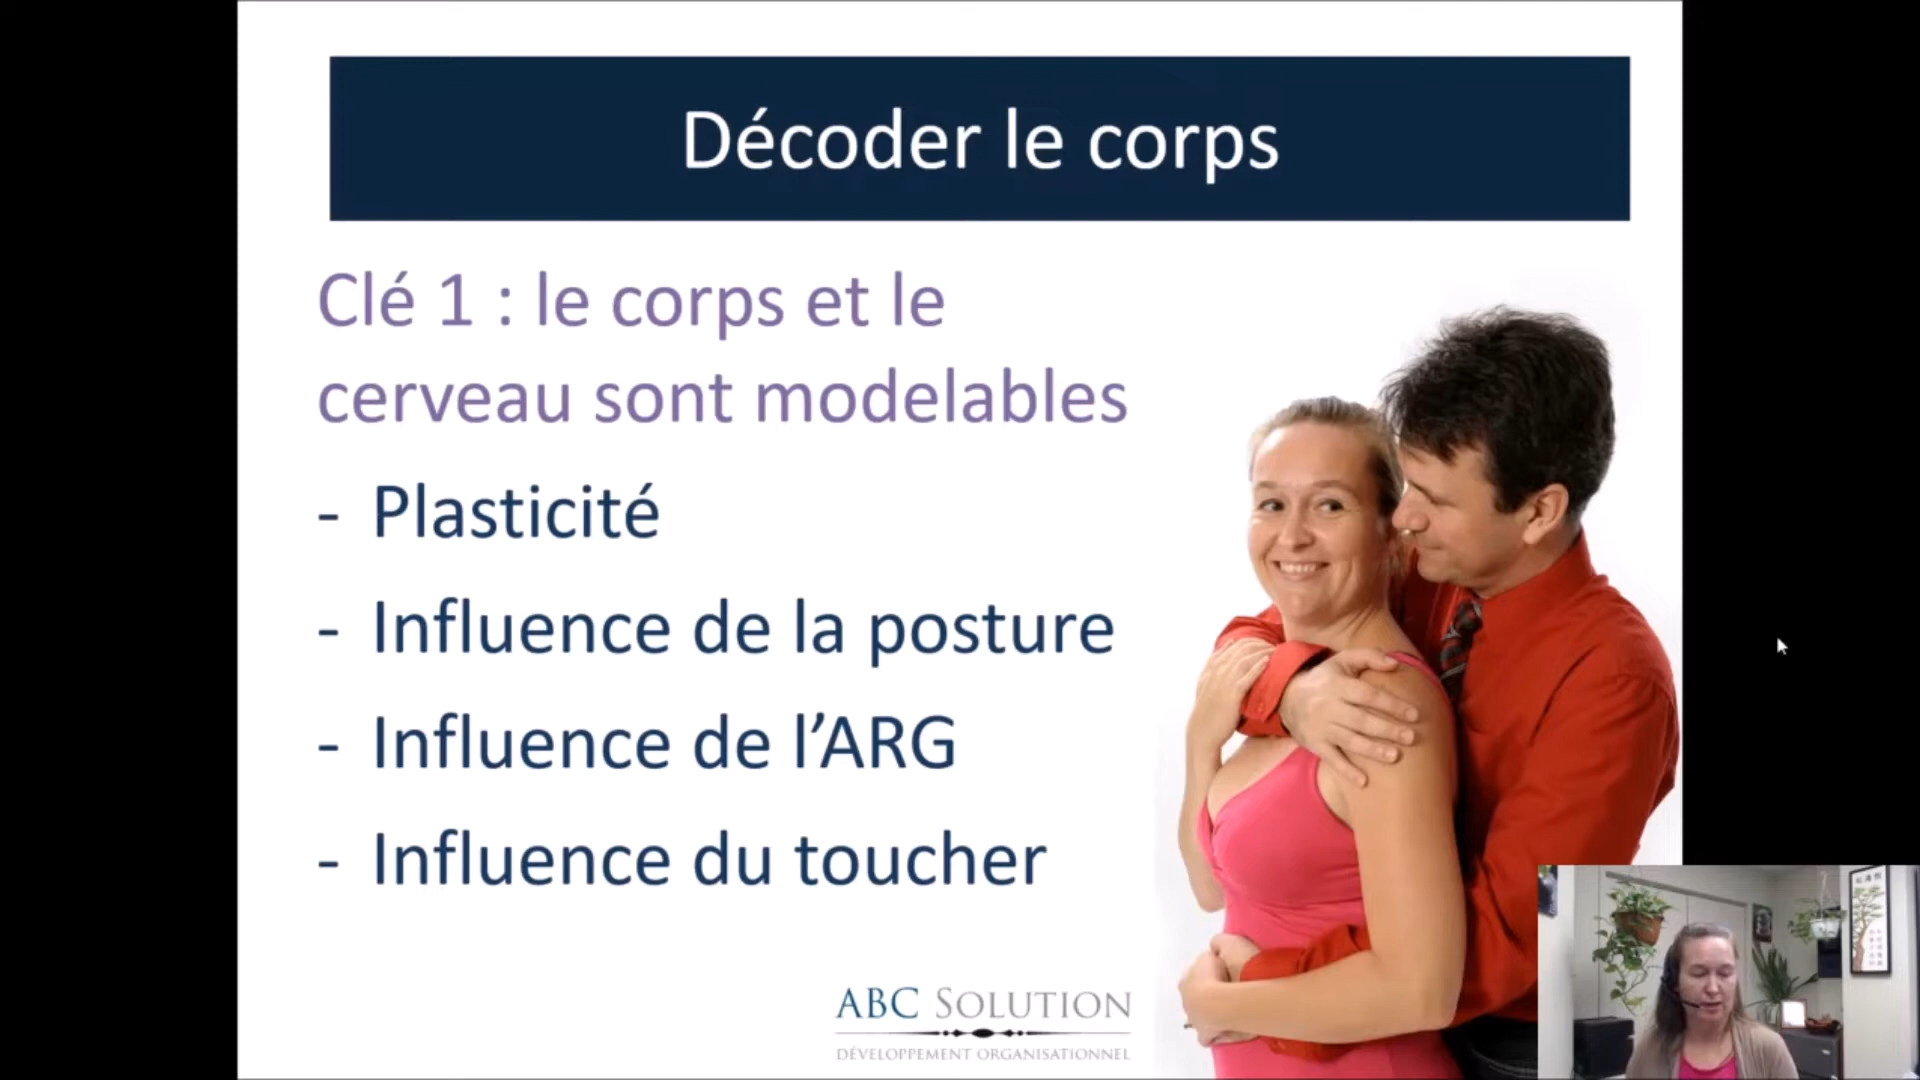 Décoder le corps
Clé 1 : le corps et le
cerveau sont modelables
- Plasticité
- Influence de la posture
- Influence de l'ARG
- Influence du toucher
ABC SOLUTION
DÉVELOPPEMENT ORGANISATIONNEL